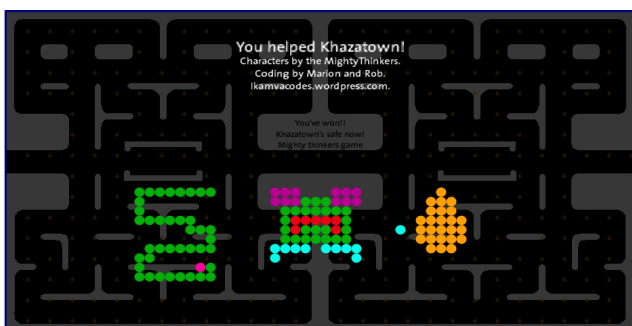 You helped Khazatown!
Characters by the MightyThinkers.
Coding by Marion and Rob.
Ikamvacodes.wordpress.com.
You've won!!
Khazatown's safe now!
Mighty thinkers game